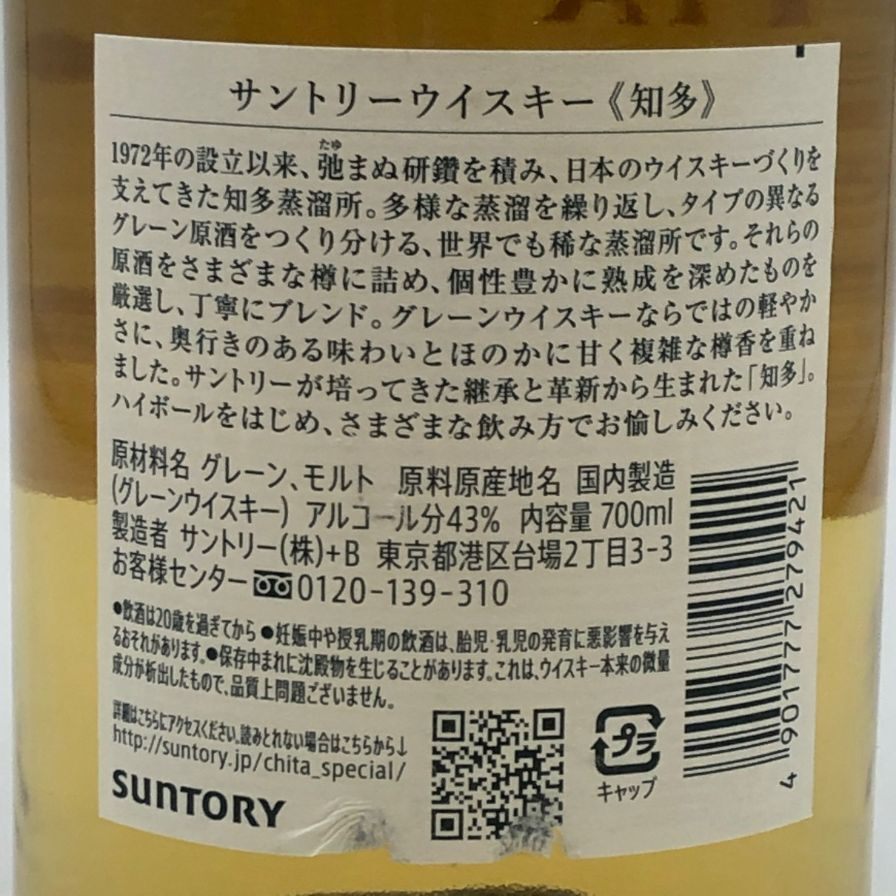 サントリーウイスキー《知多》
1972年の設立以来、弛まぬ研鑽を積み、日本のウイスキーづくりを
たゆ
支えてきた知多蒸溜所。多様な蒸溜を繰り返し、タイプの異なる
グレーン原酒をつくり分ける、世界でも稀な蒸溜所です。それらの
原酒をさまざまな樽に詰め、個性豊かに熟成を深めたものを
厳選し、丁寧にブレンド。グレーンウイスキーならではの軽やか
さに、奥行きのある味わいとほのかに甘く複雑な樽香を重ね
ました。サントリーが培ってきた継承と革新から生まれた「知多」。
ハイボールをはじめ、さまざまな飲み方でお愉しみください。
原材料名 グレーン、モルト 原料原産地名 国内製造
(グレーンウイスキー) アルコール分43% 内容量 700ml
製造者 サントリー(株)+B 東京都港区台場2丁目3-3
お客様センター 0120-139-310
●飲酒は20歳を過ぎてから ●妊娠中や授乳期の飲酒は、胎児・乳児の発育に悪影響を与え
るおそれがあります。●保存中まれに沈殿物を生じることがあります。これは、ウイスキー本来の微量
成分が析出したもので、品質上問題ございません。
詳細はこちらにアクセスください。読みとれない場合はこちらから↓
http://suntory.jp/chita_special/
SUNTORY
プラ
キャップ
4 901777 279421